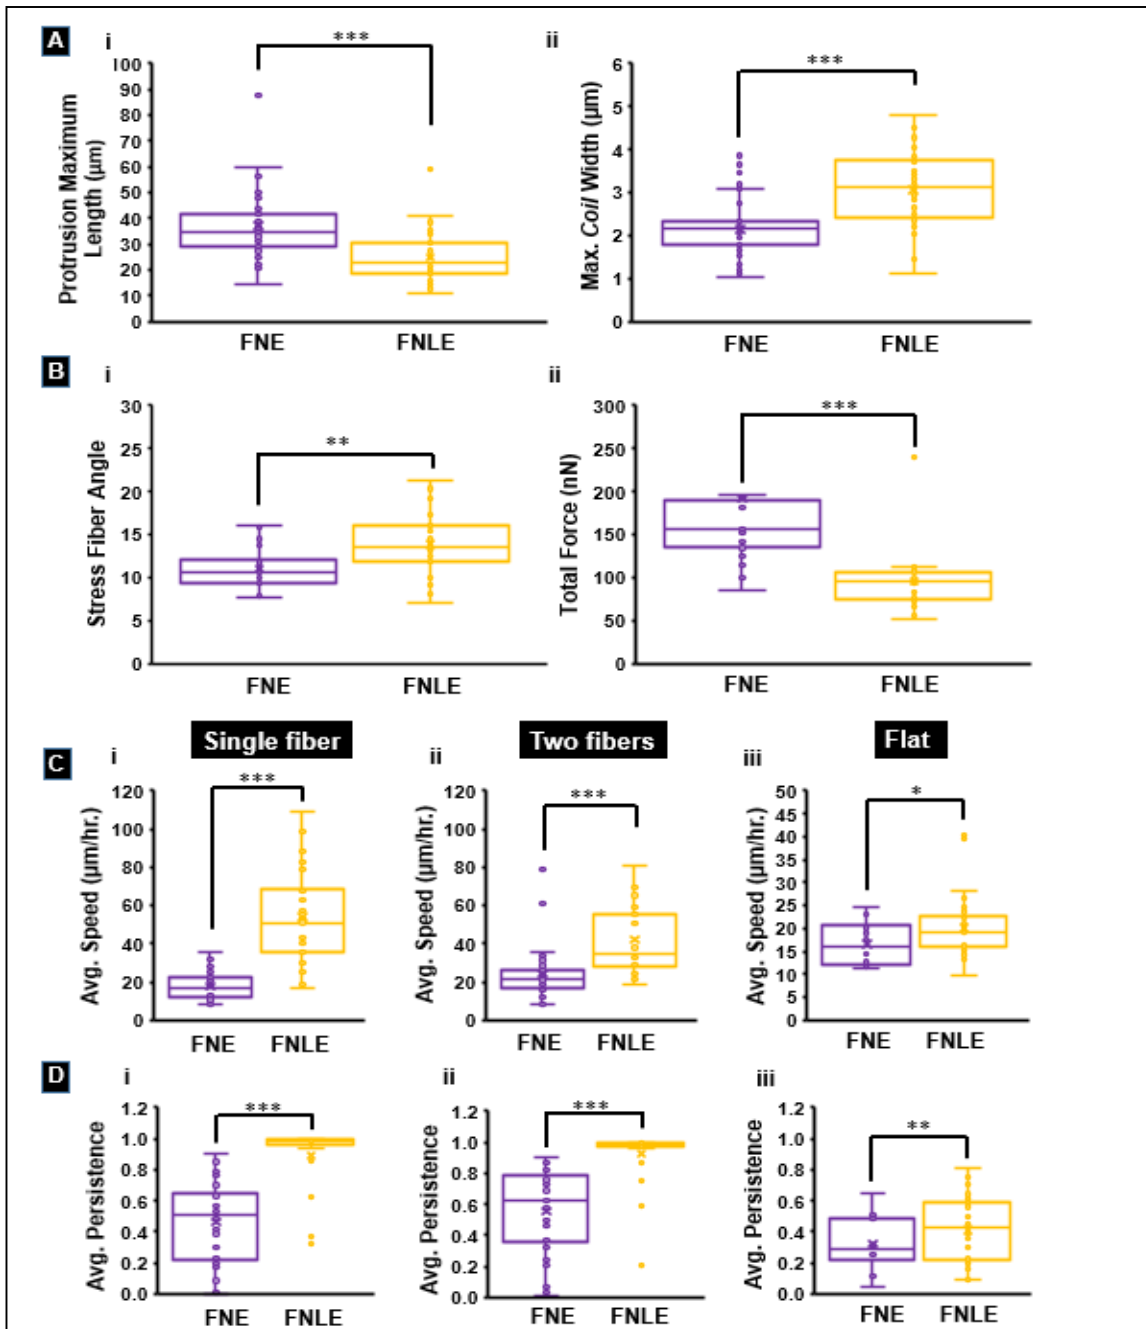 A
i
***
Protrusion Maximum
Length (µm)
100
90
80
70
60
50
40
30
20
10
0
FNE
FNLE
ii
***
Max. Coil Width (µm)
6
5
4
3
2
1
0
FNE
FNLE
B
i
**
Stress Fiber Angle
30
25
20
15
10
5
0
FNE
FNLE
ii
***
Total Force (nN)
300
250
200
150
100
50
0
FNE
FNLE
C
i
Single fiber
***
Avg. Speed (µm/hr.)
120
100
80
60
40
20
0
FNE
FNLE
ii
Two fibers
***
Avg. Speed (µm/hr.)
120
100
80
60
40
20
0
FNE
FNLE
iii
Flat
*
Avg. Speed (µm/hr.)
50
45
40
35
30
25
20
15
10
5
0
FNE
FNLE
D
i
***
Avg. Persistence
1.2
1.0
0.8
0.6
0.4
0.2
0.0
FNE
FNLE
ii
***
Avg. Persistence
1.2
1.0
0.8
0.6
0.4
0.2
0.0
FNE
FNLE
iii
**
Avg. Persistence
1.2
1.0
0.8
0.6
0.4
0.2
0.0
FNE
FNLE